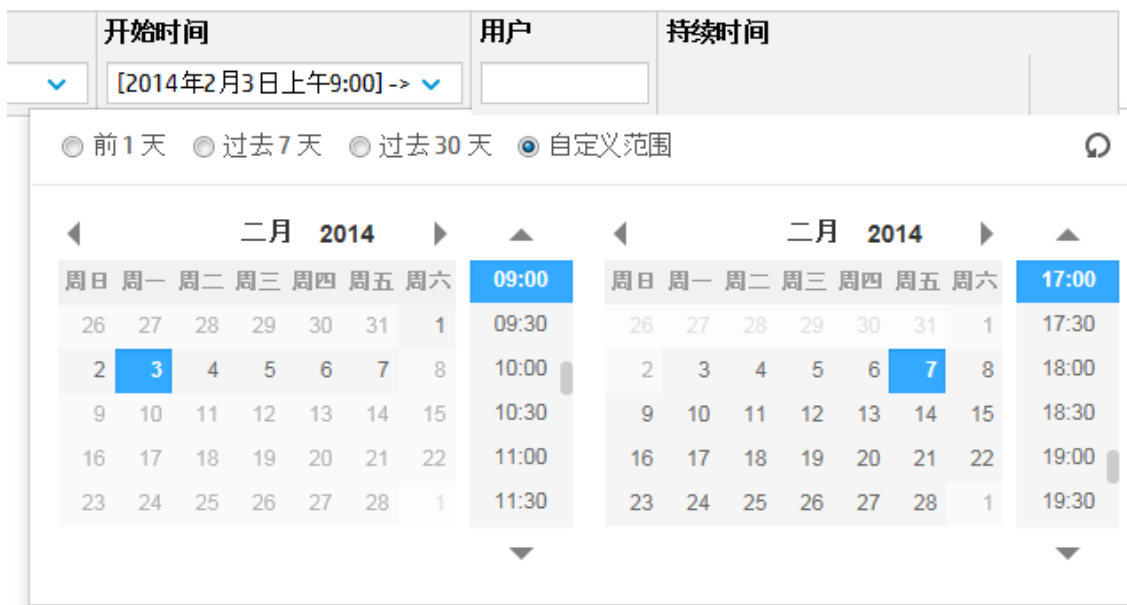 开始时间 用户 持续时间
[2014年2月3日上午9:00] ->
前1天 过去7天 过去30天 自定义范围
二月 2014 二月 2014
周日 周一 周二 周三 周四 周五 周六 09:00 周日 周一 周二 周三 周四 周五 周六 17:00
26 27 28 29 30 31 1 09:30 26 27 28 29 30 31 1 17:30
2 3 4 5 6 7 8 10:00 2 3 4 5 6 7 8 18:00
9 10 11 12 13 14 15 10:30 9 10 11 12 13 14 15 18:30
16 17 18 19 20 21 22 11:00 16 17 18 19 20 21 22 19:00
23 24 25 26 27 28 1 11:30 23 24 25 26 27 28 1 19:30